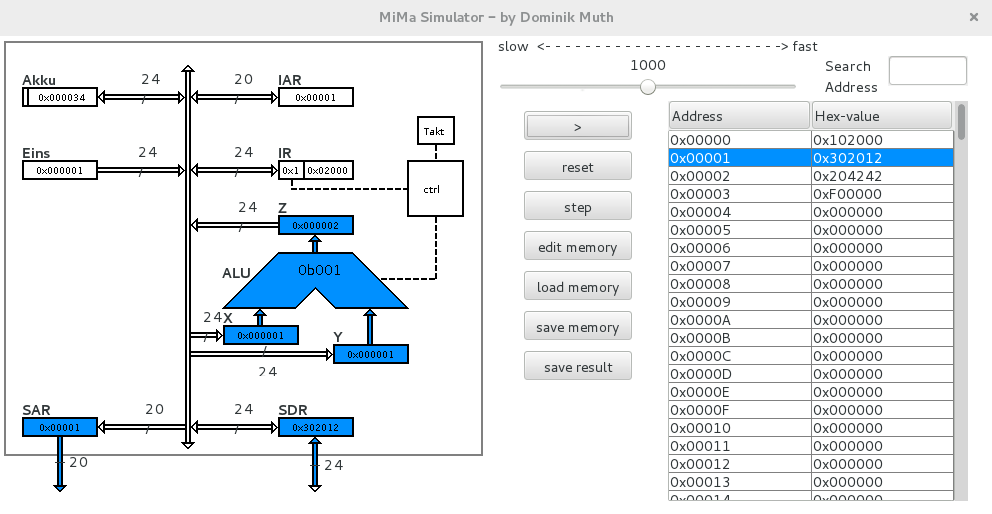 MiMa Simulator – by Dominik Muth ×
Akku 24 20 IAR
0x000034 0x00001
Eins 24 24 IR
0x000001 0x1 0x02000
Takt
ctrl
24 Z
0x000002
ALU 0b001
24 X
0x000001
Y
0x000001
24
SAR 20 24 SDR
0x00001 0x302012
20 24
slow <- - - - - - - - - - - - - - - - - - - - - - - -> fast
1000
Search
Address
>
reset
step
edit memory
load memory
save memory
save result
Address Hex-value
0x00000 0x102000
0x00001 0x302012
0x00002 0x204242
0x00003 0xF00000
0x00004 0x000000
0x00005 0x000000
0x00006 0x000000
0x00007 0x000000
0x00008 0x000000
0x00009 0x000000
0x0000A 0x000000
0x0000B 0x000000
0x0000C 0x000000
0x0000D 0x000000
0x0000E 0x000000
0x0000F 0x000000
0x00010 0x000000
0x00011 0x000000
0x00012 0x000000
0x00013 0x000000
0x00014 0x000000